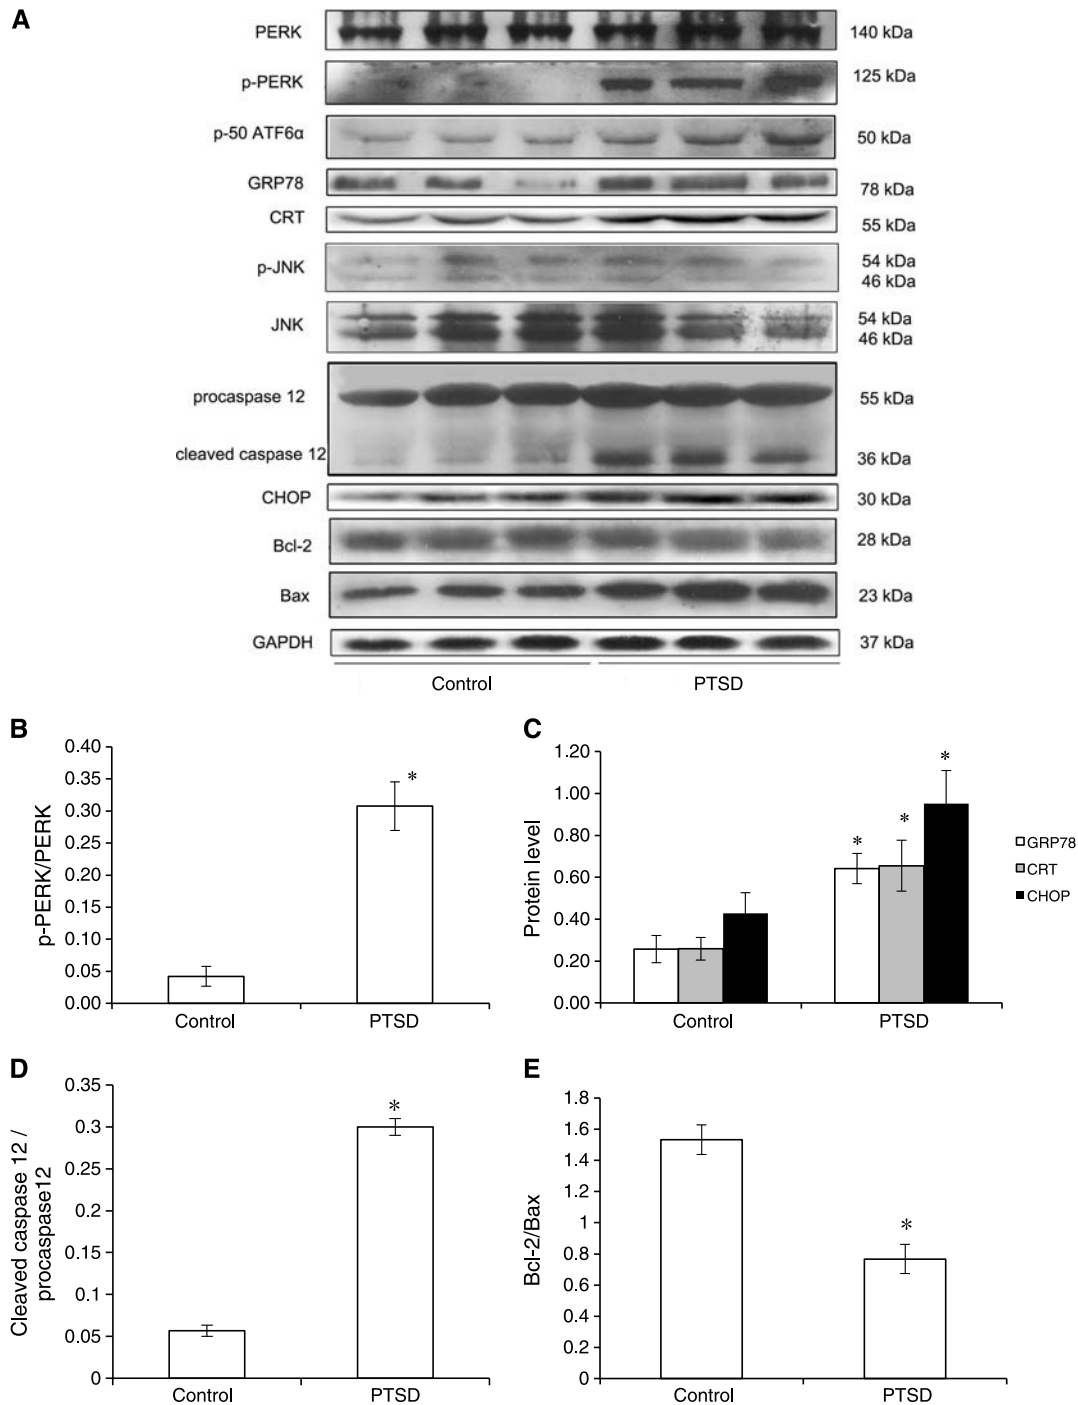 A
PERK 140 kDa
p-PERK 125 kDa
p-50 ATF6α 50 kDa
GRP78 78 kDa
CRT 55 kDa
p-JNK 54 kDa
46 kDa
JNK 54 kDa
46 kDa
procaspase 12 55 kDa
cleaved caspase 12 36 kDa
CHOP 30 kDa
Bcl-2 28 kDa
Bax 23 kDa
GAPDH 37 kDa
Control PTSD
B
p-PERK/PERK
0.40
0.35
0.30
0.25
0.20
0.15
0.10
0.05
0.00
*
Control PTSD
C
Protein level
1.20
1.00
0.80
0.60
0.40
0.20
0.00
* * *
Control PTSD
GRP78
CRT
CHOP
D
Cleaved caspase 12 /
procaspase12
0.35
0.3
0.25
0.2
0.15
0.1
0.05
0
*
Control PTSD
E
Bcl-2/Bax
1.8
1.6
1.4
1.2
1
0.8
0.6
0.4
0.2
0
*
Control PTSD